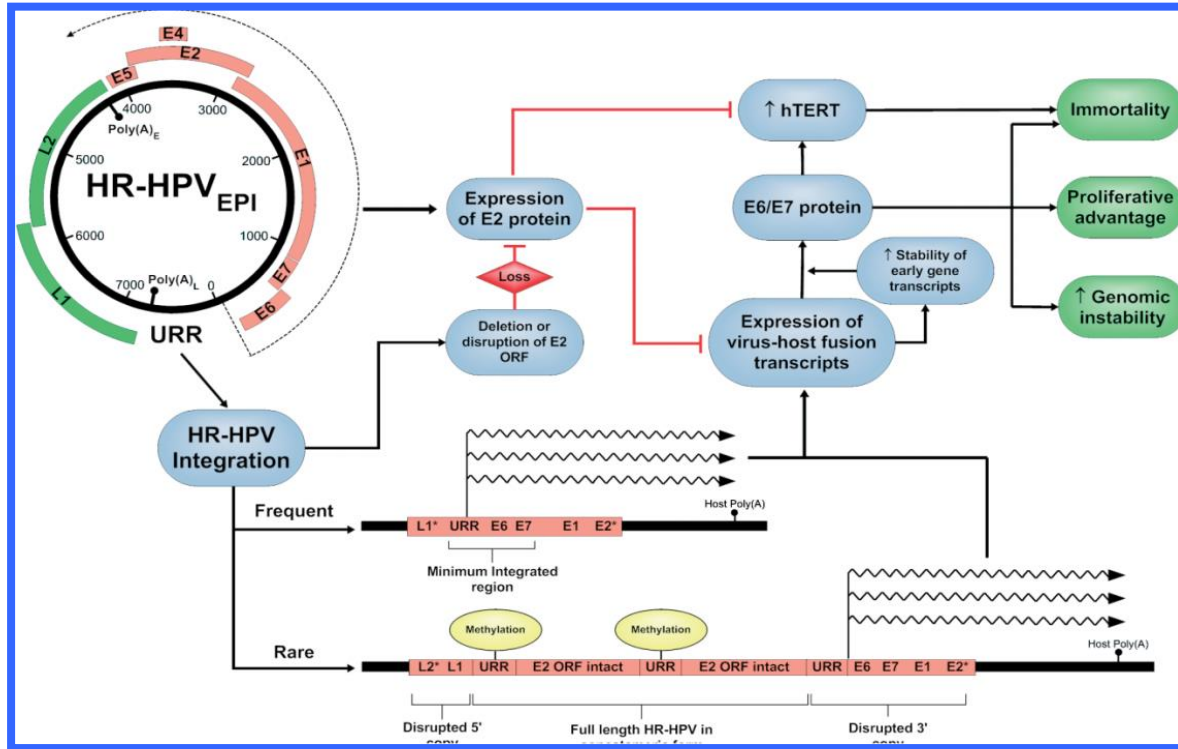 E4
E2
E5
4000
3000
Poly(A)E
L2
E1
5000
2000
HR-HPVEPI
6000
1000
L1
E7
7000
Poly(A)L
0
E6
URR
Expression
of E2 protein
Loss
Deletion or
disruption of E2
ORF
↑ hTERT
E6/E7 protein
↑ Stability of
early gene
transcripts
Expression of
virus-host fusion
transcripts
Immortality
Proliferative
advantage
↑ Genomic
instability
HR-HPV
Integration
Frequent
Host Poly(A)
L1* URR E6 E7 E1 E2*
Minimum Integrated
region
Methylation
Methylation
Rare
Host Poly(A)
L2* L1 URR E2 ORF intact URR E2 ORF intact URR E6 E7 E1 E2*
Disrupted 5'
Full length HR-HPV in
Disrupted 3'